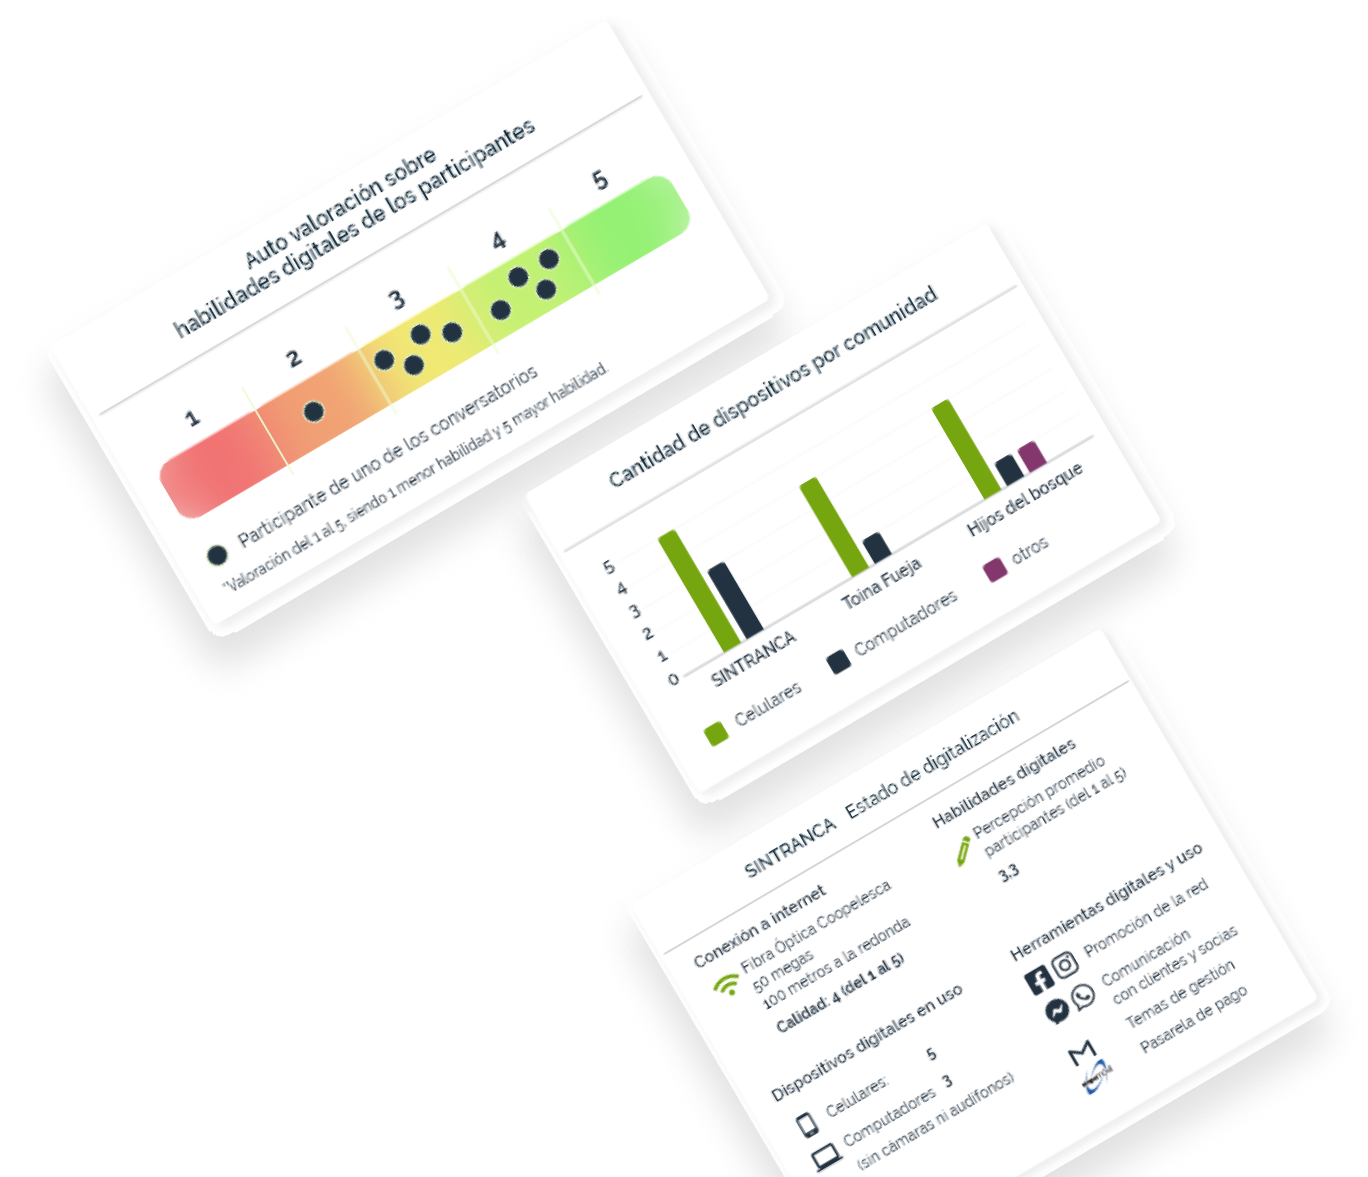 Auto valoración sobre
habilidades digitales de los participantes
1
2
3
4
5
Participante de uno de los conversatorios
*Valoración del 1 al 5, siendo 1 menor habilidad y 5 mayor habilidad.
Cantidad de dispositivos por comunidad
5
4
3
2
1
0
SINTRANCA
Toina Fueja
Hijos del bosque
Celulares
Computadores
otros
SINTRANCA Estado de digitalización
Conexión a internet
Fibra Óptica Coopelesca
50 megas
100 metros a la redonda
Calidad: 4 (del 1 al 5)
Dispositivos digitales en uso
Celulares: 5
Computadores 3
(sin cámaras ni audífonos)
Habilidades digitales
Percepción promedio
participantes (del 1 al 5)
3.3
Herramientas digitales y uso
Promoción de la red
Comunicación
con clientes y socias
Temas de gestión
Pasarela de pago